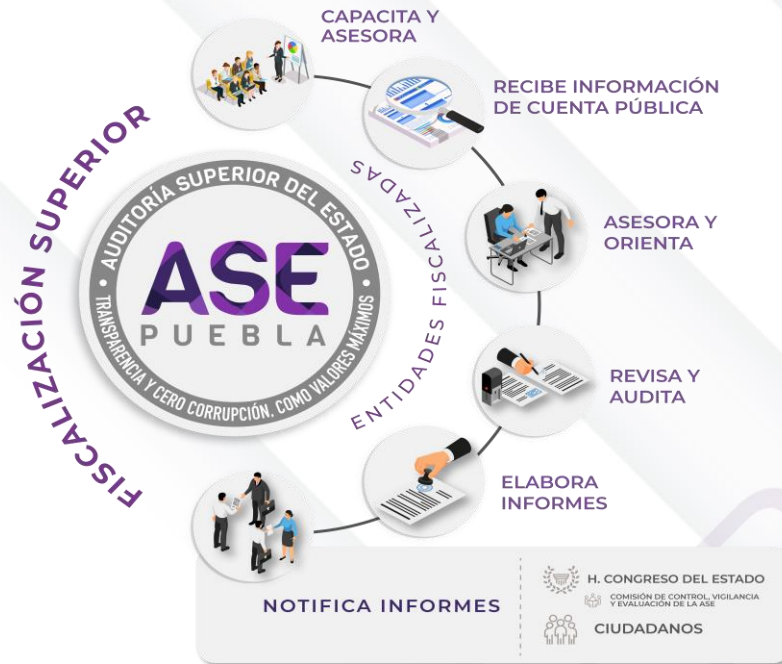 CAPACITA Y
ASESORA
RECIBE INFORMACIÓN
DE CUENTA PÚBLICA
FISCALIZACIÓN SUPERIOR
AUDITORÍA SUPERIOR DEL ESTADO
ASE
PUEBLA
TRANSPARENCIA Y CERO CORRUPCIÓN, COMO VALORES MÁXIMOS
ENTIDADES FISCALIZADAS
ASESORA Y
ORIENTA
REVISA Y
AUDITA
ELABORA
INFORMES
NOTIFICA INFORMES
H. CONGRESO DEL ESTADO
COMISIÓN DE CONTROL, VIGILANCIA
Y EVALUACIÓN DE LA ASE
CIUDADANOS